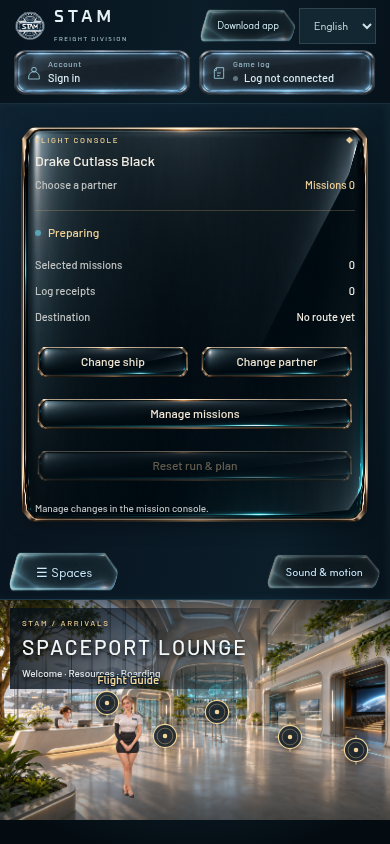 STAM
STAM
FREIGHT DIVISION
Download app
English
Account
Sign in
Game log
Log not connected
FLIGHT CONSOLE
Drake Cutlass Black
Choose a partner
Missions 0
Preparing
Selected missions
0
Log receipts
0
Destination
No route yet
Change ship
Change partner
Manage missions
Reset run & plan
Manage changes in the mission console.
☰ Spaces
Sound & motion
STAM / ARRIVALS
SPACEPORT LOUNGE
Welcome · Resources · Boarding
Flight Guide